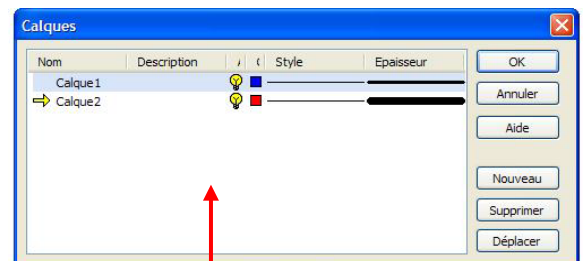 Calques
Nom Description Style Epaisseur
Calque1
Calque2
OK
Annuler
Aide
Nouveau
Supprimer
Déplacer